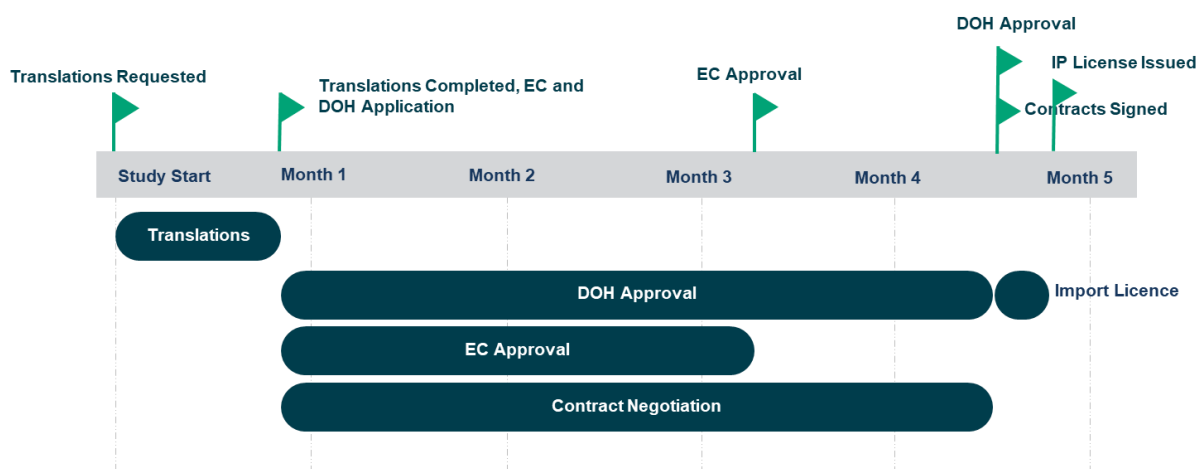 DOH Approval
Translations Requested
Translations Completed, EC and
DOH Application
EC Approval
IP License Issued
Contracts Signed
Study Start
Month 1
Month 2
Month 3
Month 4
Month 5
Translations
DOH Approval
Import Licence
EC Approval
Contract Negotiation